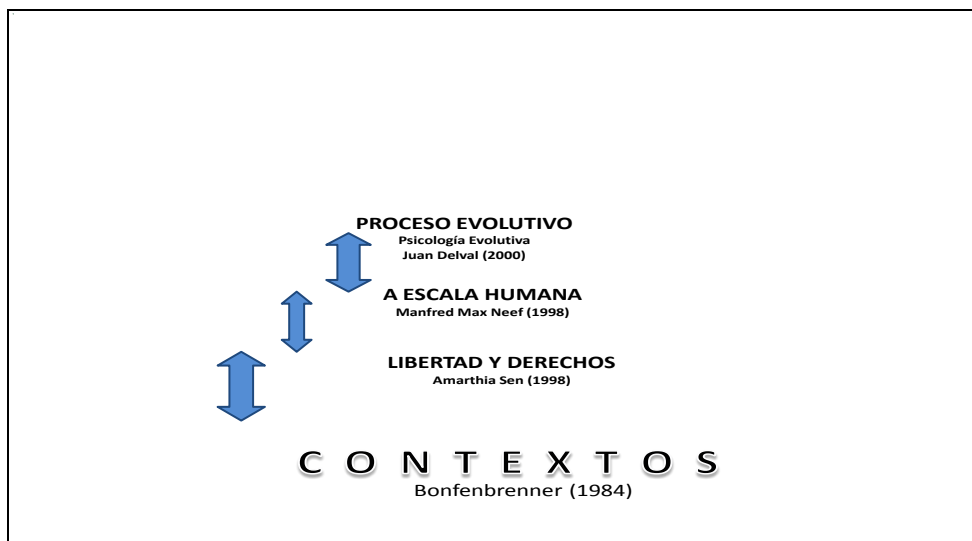 PROCESO EVOLUTIVO
Psicología Evolutiva
Juan Delval (2000)
A ESCALA HUMANA
Manfred Max Neef (1998)
LIBERTAD Y DERECHOS
Amarthia Sen (1998)
C O N T E X T O S
Bonfenbrenner (1984)